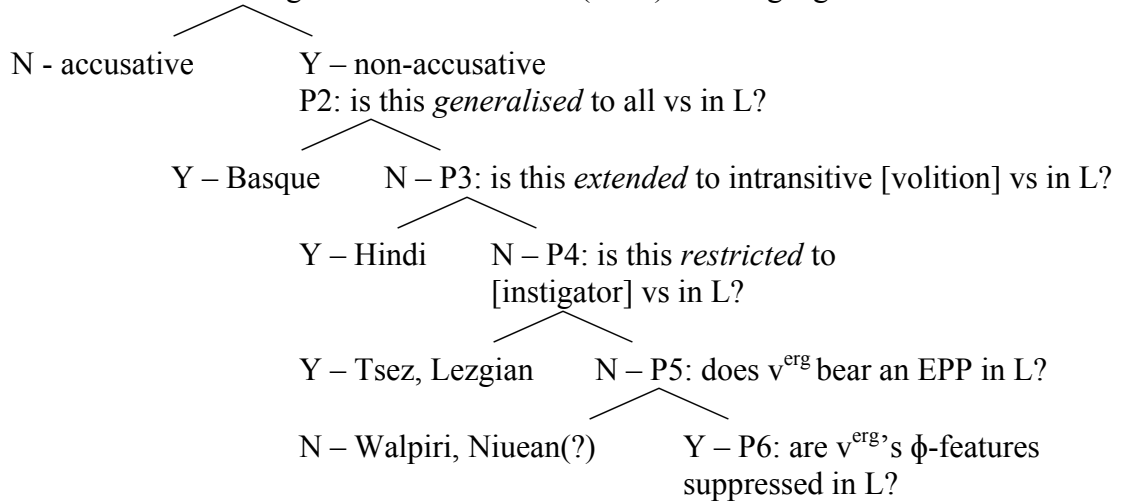 N - accusative Y – non-accusative
P2: is this generalised to all vs in L?
Y – Basque N – P3: is this extended to intransitive [volition] vs in L?
Y – Hindi N – P4: is this restricted to
[instigator] vs in L?
Y – Tsez, Lezgian N – P5: does v^erg bear an EPP in L?
N – Walpiri, Niuean(?) Y – P6: are v^erg's ϕ-features
suppressed in L?